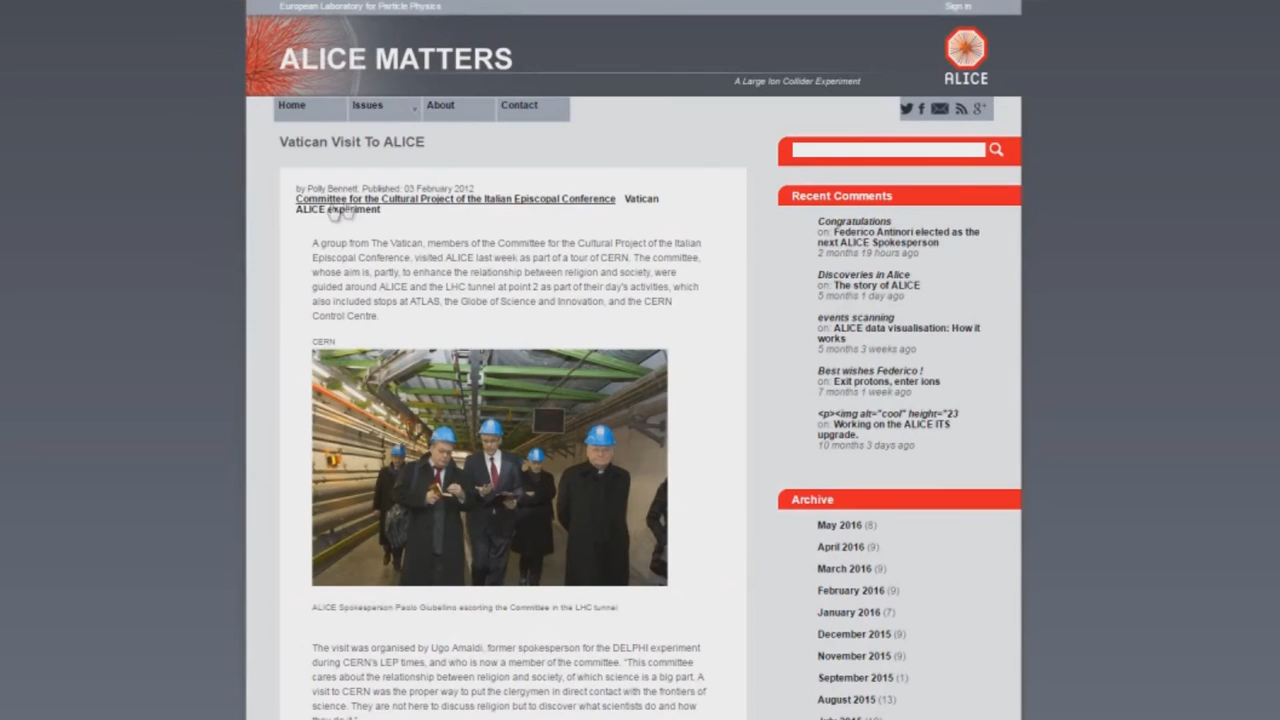 European Laboratory for Particle Physics
Sign in
ALICE MATTERS
A Large Ion Collider Experiment
ALICE
Home
Issues
About
Contact
Vatican Visit To ALICE
by Polly Bennett. Published: 03 February 2012
Committee for the Cultural Project of the Italian Episcopal Conference Vatican
ALICE experiment
A group from The Vatican, members of the Committee for the Cultural Project of the Italian
Episcopal Conference, visited ALICE last week as part of a tour of CERN. The committee,
whose aim is, partly, to enhance the relationship between religion and society, were
guided around ALICE and the LHC tunnel at point 2 as part of their day's activities, which
also included stops at ATLAS, the Globe of Science and Innovation, and the CERN
Control Centre.
CERN
ALICE Spokesperson Paolo Giubellino escorting the Committee in the LHC tunnel
The visit was organised by Ugo Amaldi, former spokesperson for the DELPHI experiment
during CERN's LEP times, and who is now a member of the committee. "This committee
cares about the relationship between religion and society, of which science is a big part. A
visit to CERN was the proper way to put the clergymen in direct contact with the frontiers of
science. They are not here to discuss religion but to discover what scientists do and how
they do it."
Recent Comments
Congratulations
on: Federico Antinori elected as the
next ALICE Spokesperson
2 months 19 hours ago
Discoveries in Alice
on: The story of ALICE
5 months 1 day ago
events scanning
on: ALICE data visualisation: How it
works
5 months 3 weeks ago
Best wishes Federico !
on: Exit protons, enter ions
7 months 1 week ago
<p><img alt="cool" height="23
on: Working on the ALICE ITS
upgrade.
10 months 3 days ago
Archive
May 2016 (8)
April 2016 (9)
March 2016 (9)
February 2016 (9)
January 2016 (7)
December 2015 (9)
November 2015 (9)
September 2015 (1)
August 2015 (13)